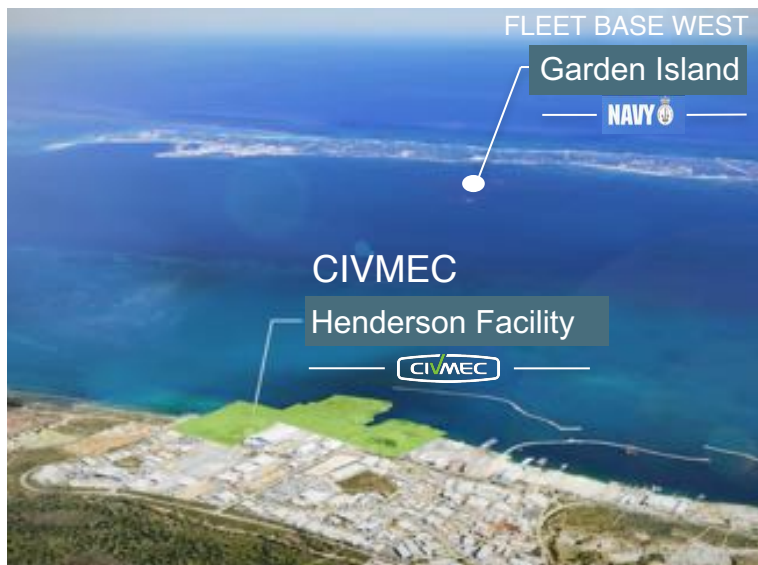 FLEET BASE WEST
Garden Island
NAVY
CIVMEC
Henderson Facility
CIVMEC